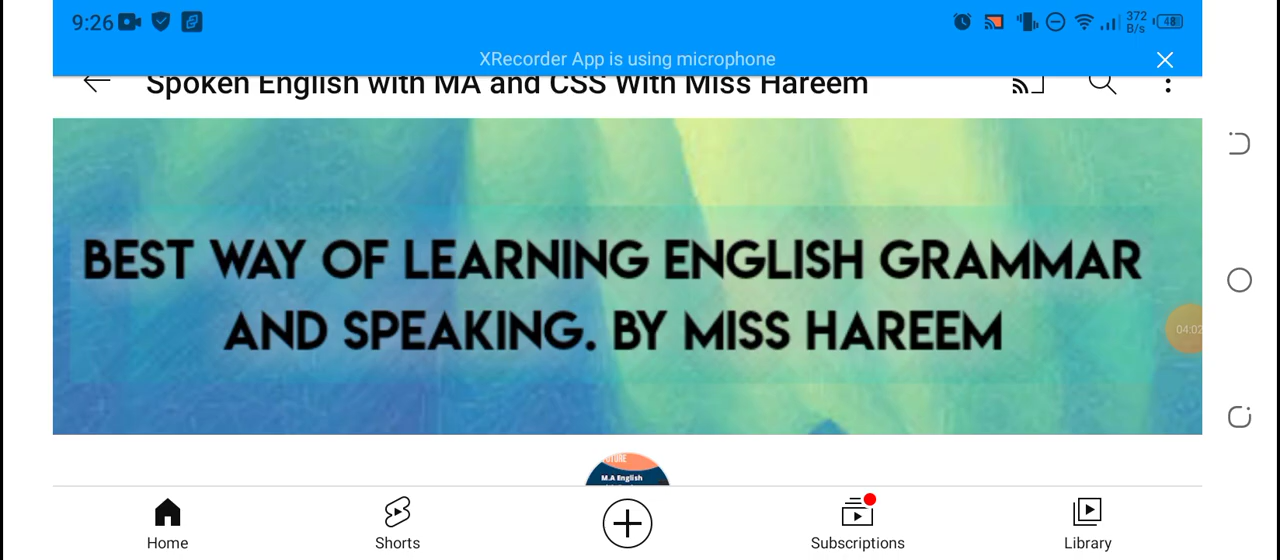 9:26
372
B/s
48
XRecorder App is using microphone
Spoken English with MA and CSS With Miss Hareem
BEST WAY OF LEARNING ENGLISH GRAMMAR
AND SPEAKING. BY MISS HAREEM
04:02
M.A English
Home
Shorts
Subscriptions
Library